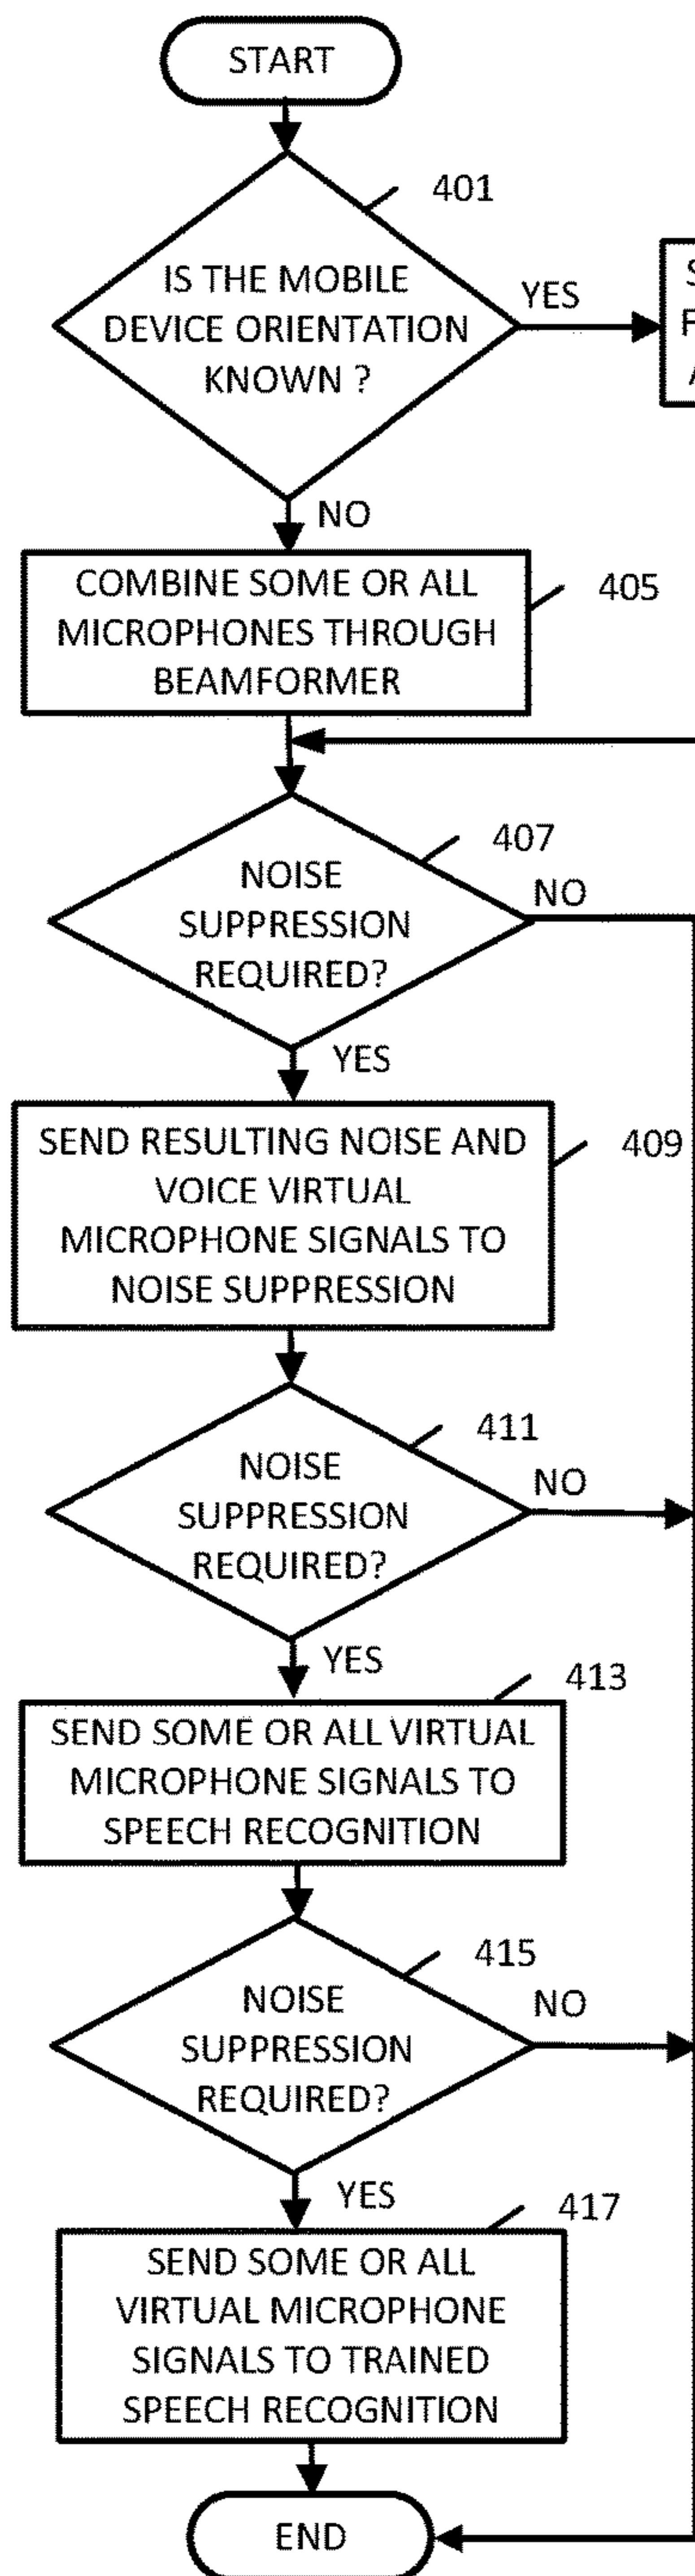 START
401
IS THE MOBILE
DEVICE ORIENTATION
KNOWN ?
YES
NO
COMBINE SOME OR ALL
MICROPHONES THROUGH
BEAMFORMER
405
407
NOISE
SUPPRESSION
REQUIRED?
NO
YES
SEND RESULTING NOISE AND
VOICE VIRTUAL
MICROPHONE SIGNALS TO
NOISE SUPPRESSION
409
411
NOISE
SUPPRESSION
REQUIRED?
NO
YES
413
SEND SOME OR ALL VIRTUAL
MICROPHONE SIGNALS TO
SPEECH RECOGNITION
415
NOISE
SUPPRESSION
REQUIRED?
NO
YES
417
SEND SOME OR ALL
VIRTUAL MICROPHONE
SIGNALS TO TRAINED
SPEECH RECOGNITION
END